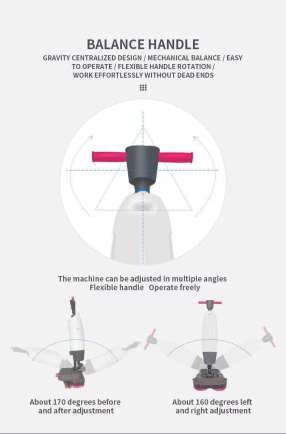 BALANCE HANDLE
GRAVITY CENTRALIZED DESIGN / MECHANICAL BALANCE / EASY
TO OPERATE / FLEXIBLE HANDLE ROTATION /
WORK EFFORTLESSLY WITHOUT DEAD ENDS
The machine can be adjusted in multiple angles
Flexible handle Operate freely
About 170 degrees before
and after adjustment
About 160 degrees left
and right adjustment